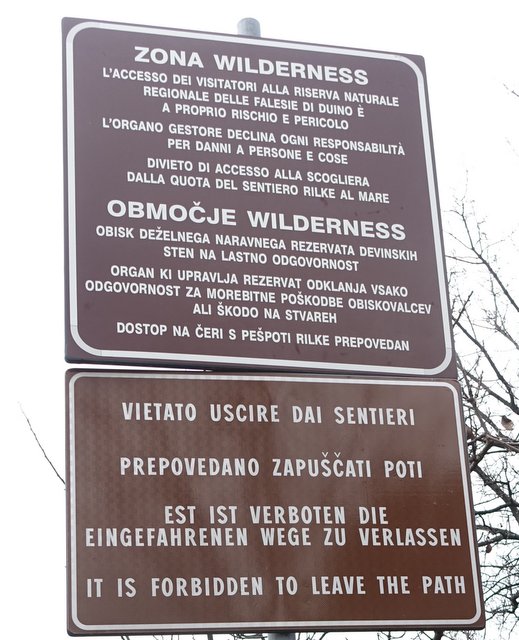 ZONA WILDERNESS
L'ACCESSO DEI VISITATORI ALLA RISERVA NATURALE
REGIONALE DELLE FALESIE DI DUINO È
A PROPRIO RISCHIO E PERICOLO
L'ORGANO GESTORE DECLINA OGNI RESPONSABILITÀ
PER DANNI A PERSONE E COSE
DIVIETO DI ACCESSO ALLA SCOGLIERA
DALLA QUOTA DEL SENTIERO RILKE AL MARE
OBMOČJE WILDERNESS
OBISK DEŽELNEGA NARAVNEGA REZERVATA DEVINSKIH
STEN NA LASTNO ODGOVORNOST
ORGAN KI UPRAVLJA REZERVAT ODKLANJA VSAKO
ODGOVORNOST ZA MOREBITNE POŠKODBE OBISKOVALCEV
ALI ŠKODO NA STVAREH
DOSTOP NA ČERI S PEŠPOTI RILKE PREPOVEDAN
VIETATO USCIRE DAI SENTIERI
PREPOVEDANO ZAPUŠČATI POTI
EST IST VERBOTEN DIE
EINGEFAHRENEN WEGE ZU VERLASSEN
IT IS FORBIDDEN TO LEAVE THE PATH